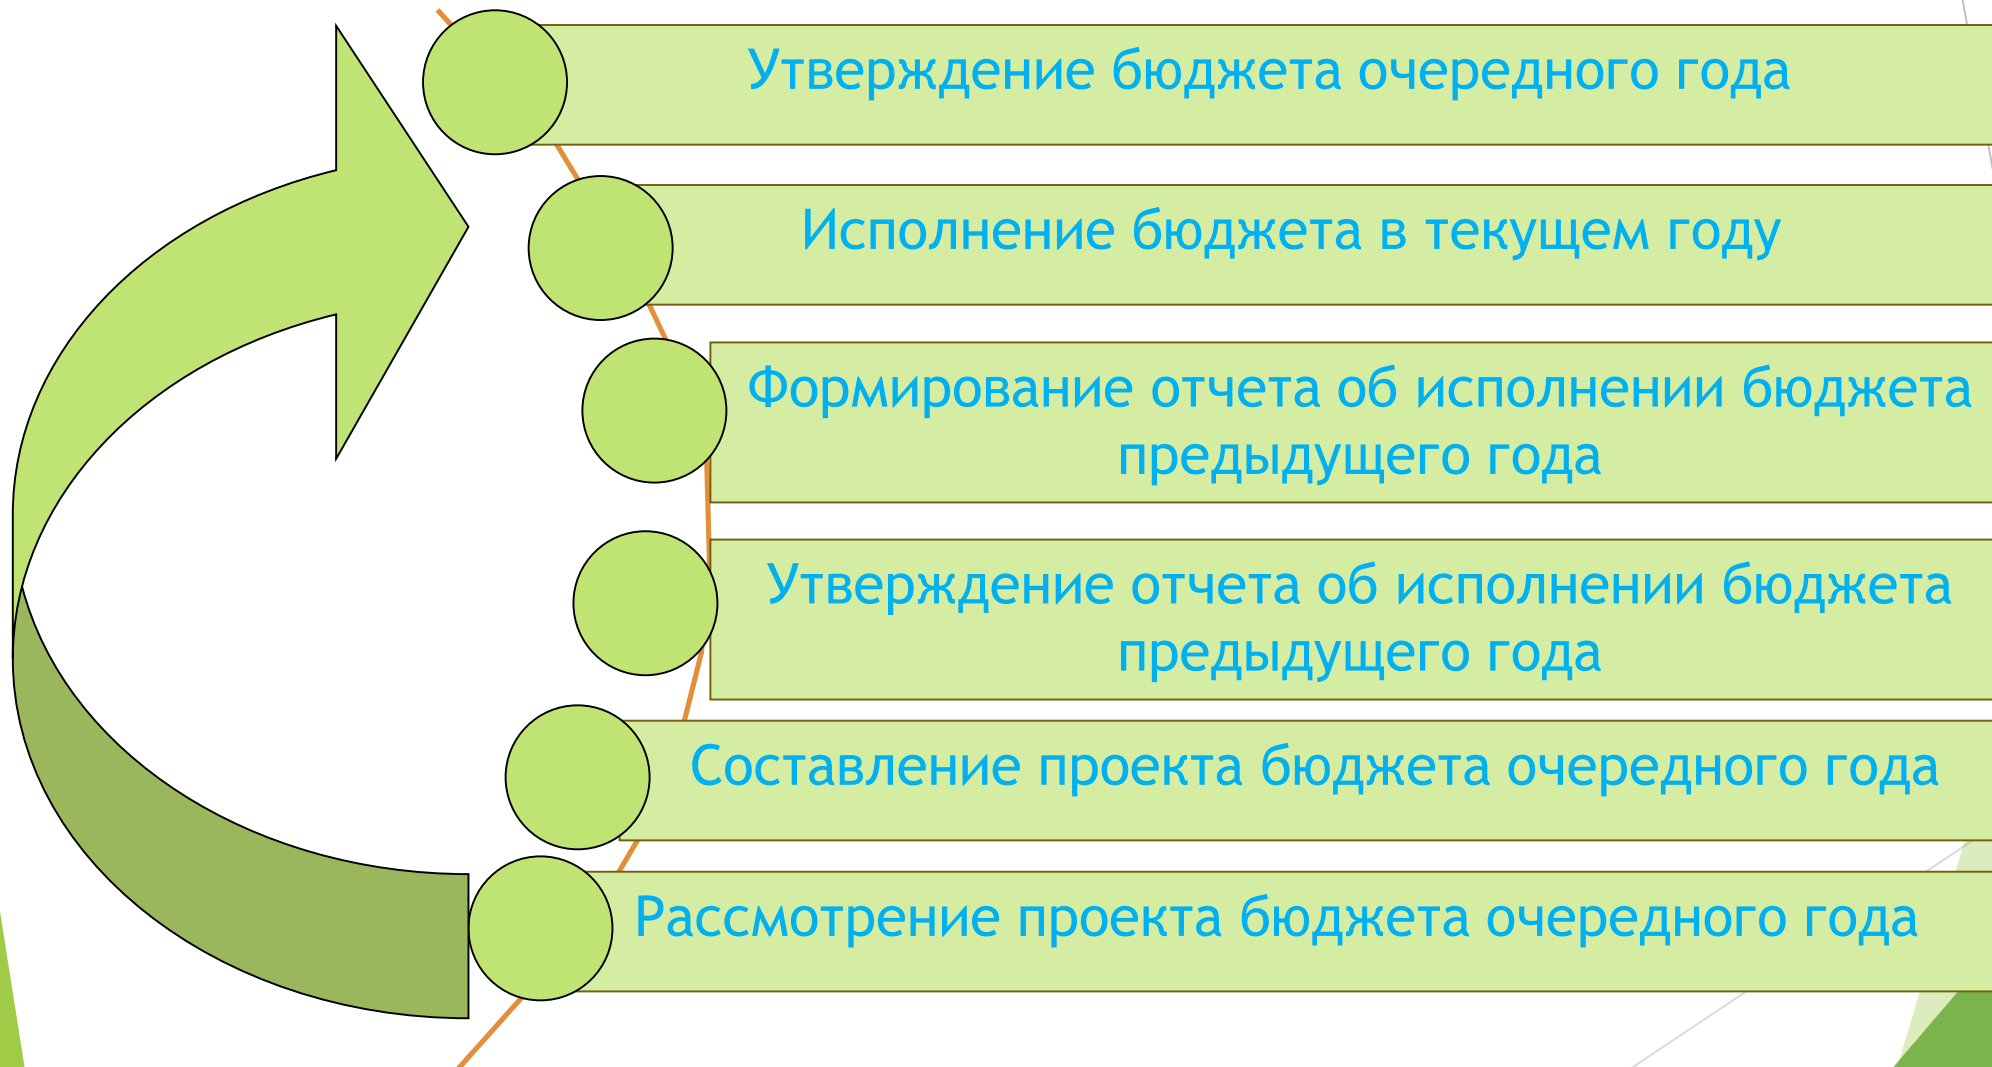 Утверждение бюджета очередного года
Исполнение бюджета в текущем году
Формирование отчета об исполнении бюджета
предыдущего года
Утверждение отчета об исполнении бюджета
предыдущего года
Составление проекта бюджета очередного года
Рассмотрение проекта бюджета очередного года